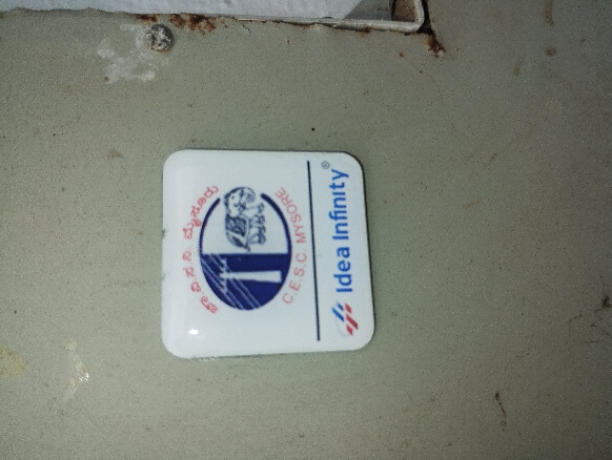 ಚಾ.ವಿ.ಸ.ನಿ ಮೈಸೂರು
C.E.S.C. MYSORE
Idea Infinity®